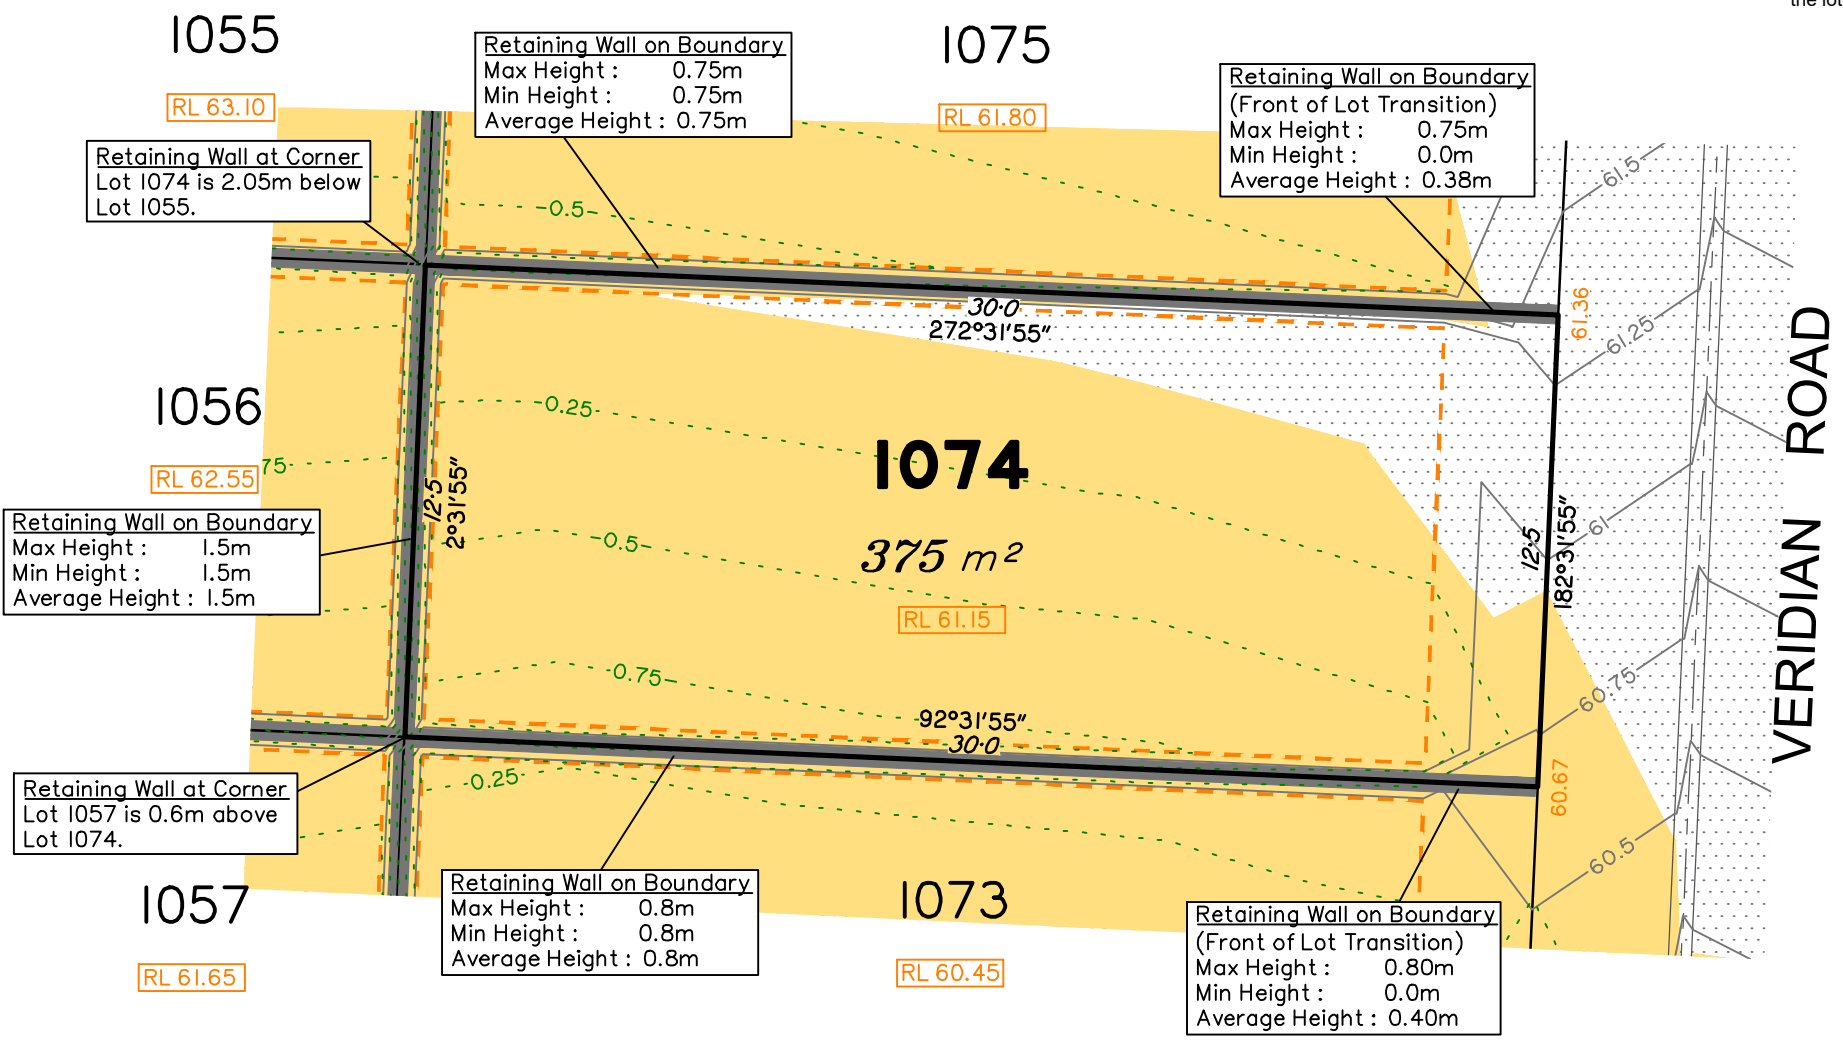 the lot
1055
RL 63.10
Retaining Wall on Boundary
Max Height : 0.75m
Min Height : 0.75m
Average Height : 0.75m
1075
RL 61.80
Retaining Wall on Boundary
(Front of Lot Transition)
Max Height : 0.75m
Min Height : 0.0m
Average Height : 0.38m
Retaining Wall at Corner
Lot 1074 is 2.05m below
Lot 1055.
61.5
-0.5
30·0
272°31'55"
61.36
61.25
1056
RL 62.55
75
-0.25
1074
375 m²
RL 61.15
12·5
2°31'55"
-0.5
61
12·5
182°31'55"
VERIDIAN ROAD
Retaining Wall on Boundary
Max Height : 1.5m
Min Height : 1.5m
Average Height : 1.5m
-0.75
60.75
92°31'55"
30·0
60.67
Retaining Wall at Corner
Lot 1057 is 0.6m above
Lot 1074.
-0.25
60.5
1057
RL 61.65
Retaining Wall on Boundary
Max Height : 0.8m
Min Height : 0.8m
Average Height : 0.8m
1073
RL 60.45
Retaining Wall on Boundary
(Front of Lot Transition)
Max Height : 0.80m
Min Height : 0.0m
Average Height : 0.40m